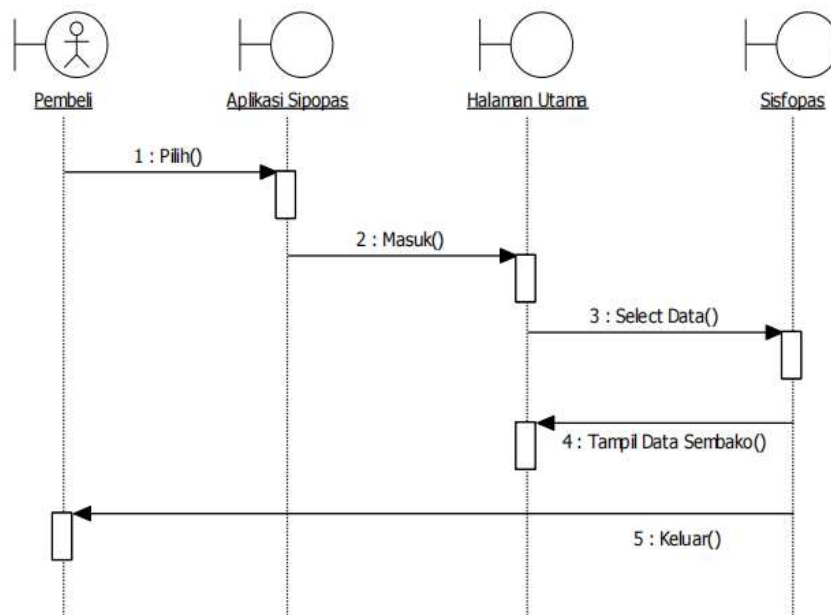 Pembeli
Aplikasi Sipopas
Halaman Utama
Sisfopas
1 : Pilih()
2 : Masuk()
3 : Select Data()
4 : Tampil Data Sembako()
5 : Keluar()